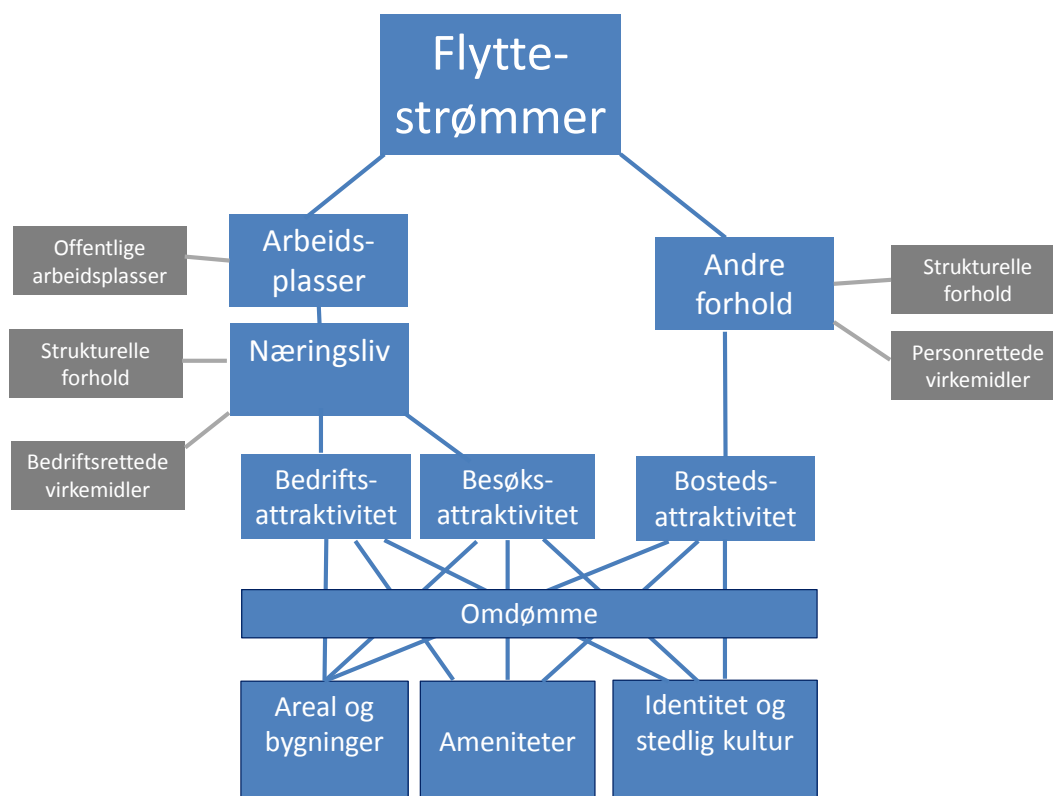 Flytte-
strømmer
Offentlige
arbeidsplasser
Arbeids-
plasser
Andre
forhold
Strukturelle
forhold
Strukturelle
forhold
Næringsliv
Personrettede
virkemidler
Bedriftsrettede
virkemidler
Bedrifts-
attraktivitet
Besøks-
attraktivitet
Bosteds-
attraktivitet
Omdømme
Areal og
bygninger
Ameniteter
Identitet og
stedlig kultur